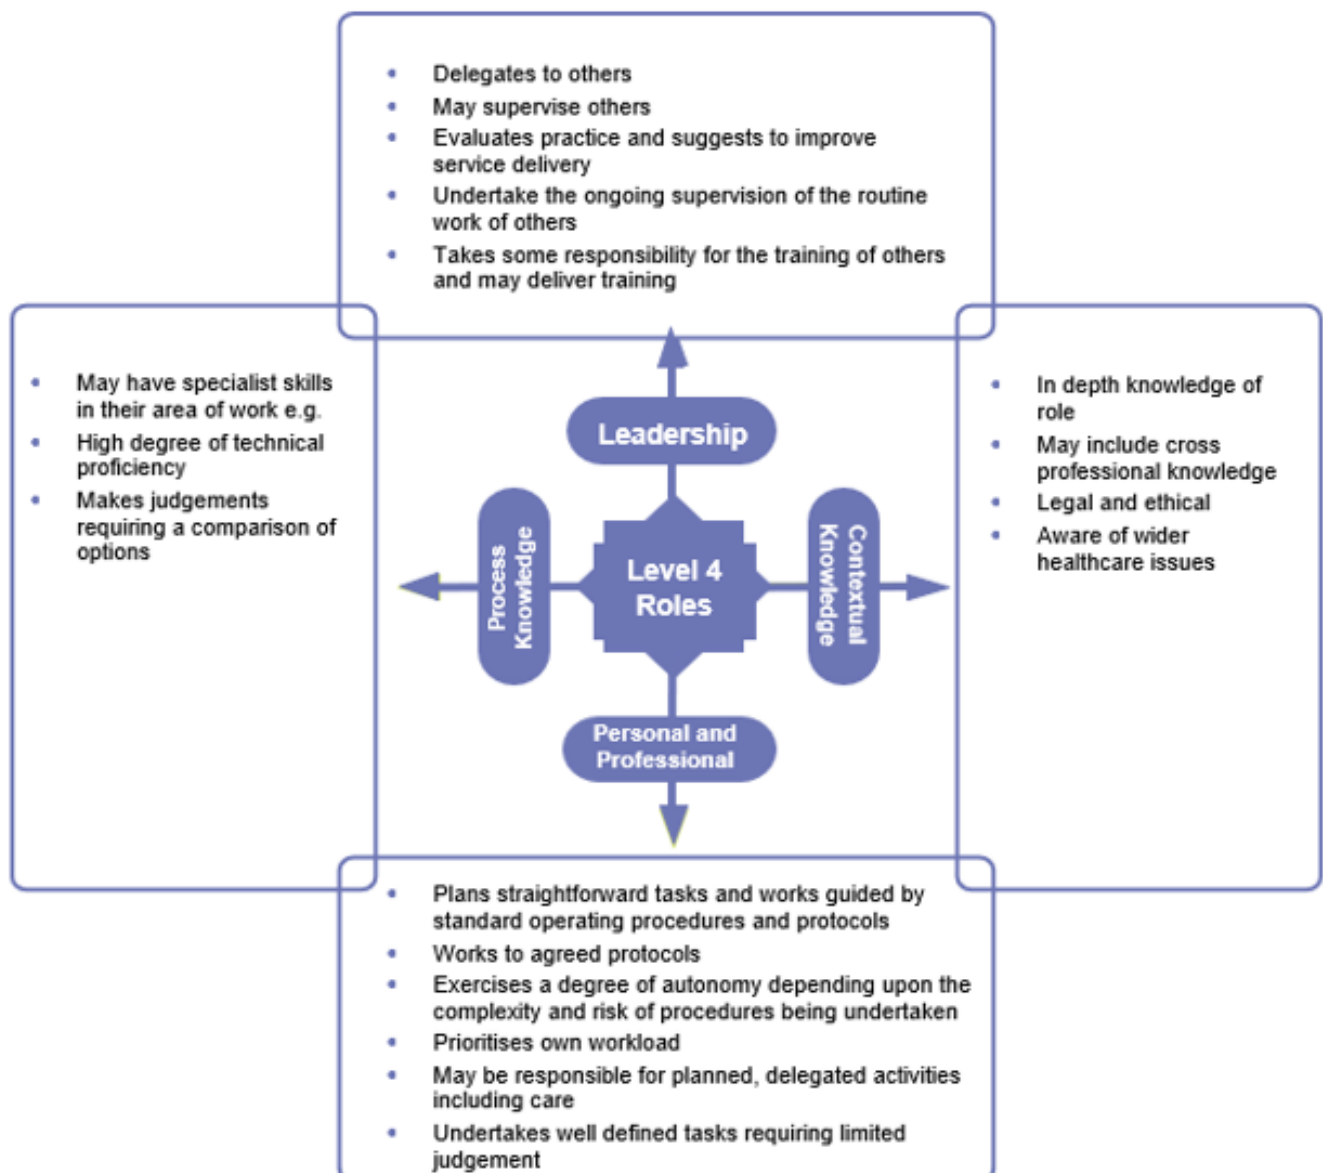 Delegates to others
May supervise others
Evaluates practice and suggests to improve
service delivery
Undertake the ongoing supervision of the routine
work of others
Takes some responsibility for the training of others
and may deliver training
May have specialist skills
in their area of work e.g.
High degree of technical
proficiency
Makes judgements
requiring a comparison of
options
Leadership
Process
Knowledge
Level 4
Roles
Contextual
Knowledge
Personal and
Professional
In depth knowledge of
role
May include cross
professional knowledge
Legal and ethical
Aware of wider
healthcare issues
Plans straightforward tasks and works guided by
standard operating procedures and protocols
Works to agreed protocols
Exercises a degree of autonomy depending upon the
complexity and risk of procedures being undertaken
Prioritises own workload
May be responsible for planned, delegated activities
including care
Undertakes well defined tasks requiring limited
judgement